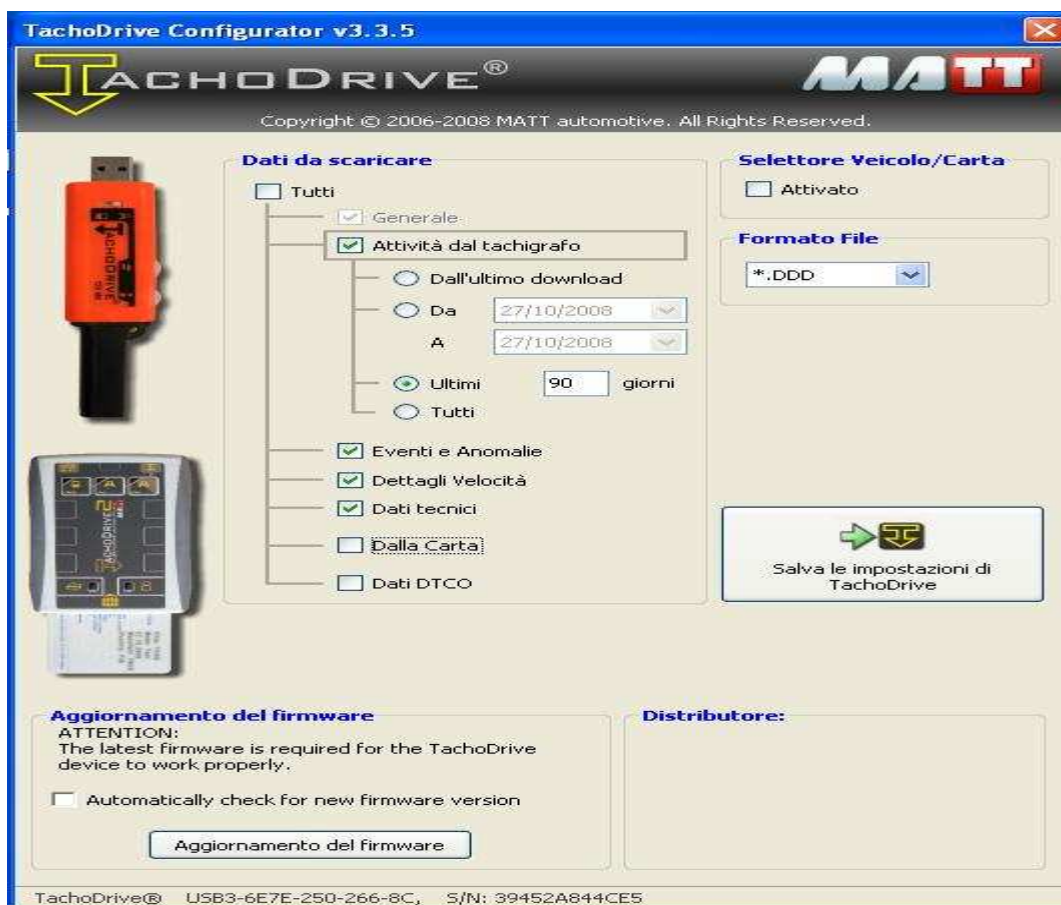 TachoDrive Configurator v3.3.5
TACHODRIVE®
MATT
Copyright © 2006-2008 MATT automotive. All Rights Reserved.
Dati da scaricare
Tutti
Generale
Attività dal tachigrafo
Dall'ultimo download
Da 27/10/2008
A 27/10/2008
Ultimi 90 giorni
Tutti
Eventi e Anomalie
Dettagli Velocità
Dati tecnici
Dalla Carta
Dati DTCO
Selettore Veicolo/Carta
Attivato
Formato File
*.DDD
Salva le impostazioni di
TachoDrive
TACHODRIVE
TACHODRIVE
Aggiornamento del firmware
ATTENTION:
The latest firmware is required for the TachoDrive
device to work properly.
Automatically check for new firmware version
Aggiornamento del firmware
Distributore:
TachoDrive® USB3-6E7E-250-266-8C, S/N: 39452A844CE5